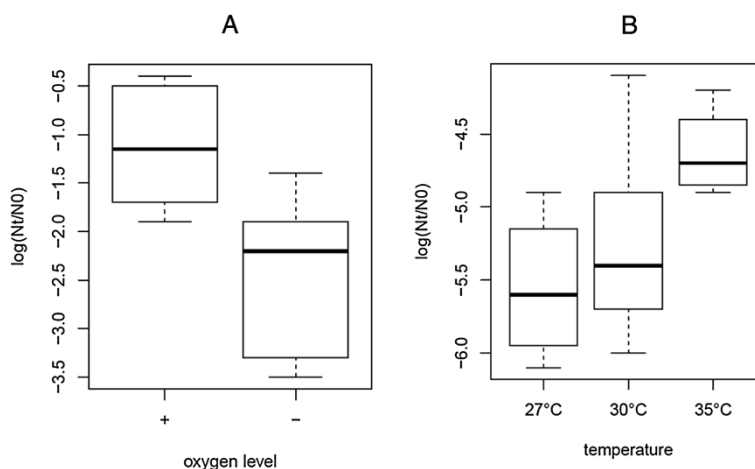 A
log(Nt/N0)
−0.5
−1.0
−1.5
−2.0
−2.5
−3.0
−3.5
+ −
oxygen level
B
log(Nt/N0)
−4.5
−5.0
−5.5
−6.0
27°C 30°C 35°C
temperature